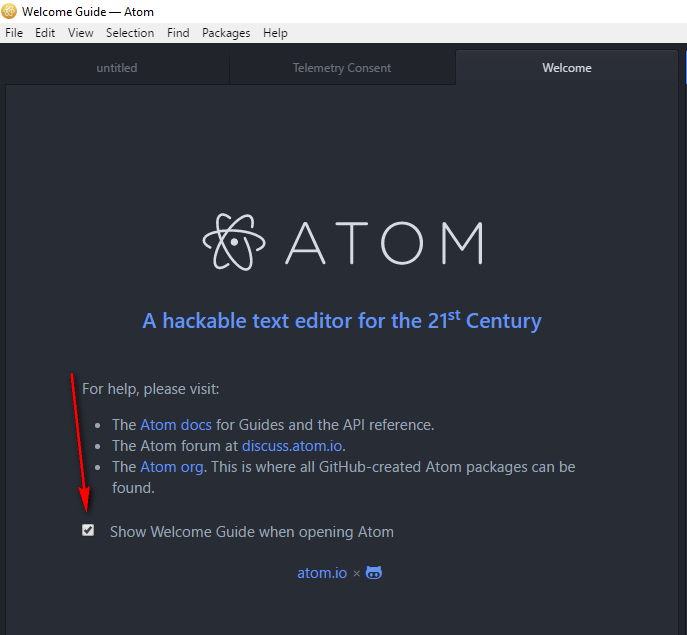 Welcome Guide — Atom
File Edit View Selection Find Packages Help
untitled Telemetry Consent Welcome
ATOM
A hackable text editor for the 21st Century
For help, please visit:
• The Atom docs for Guides and the API reference.
• The Atom forum at discuss.atom.io.
• The Atom org. This is where all GitHub-created Atom packages can be
found.
Show Welcome Guide when opening Atom
atom.io ×